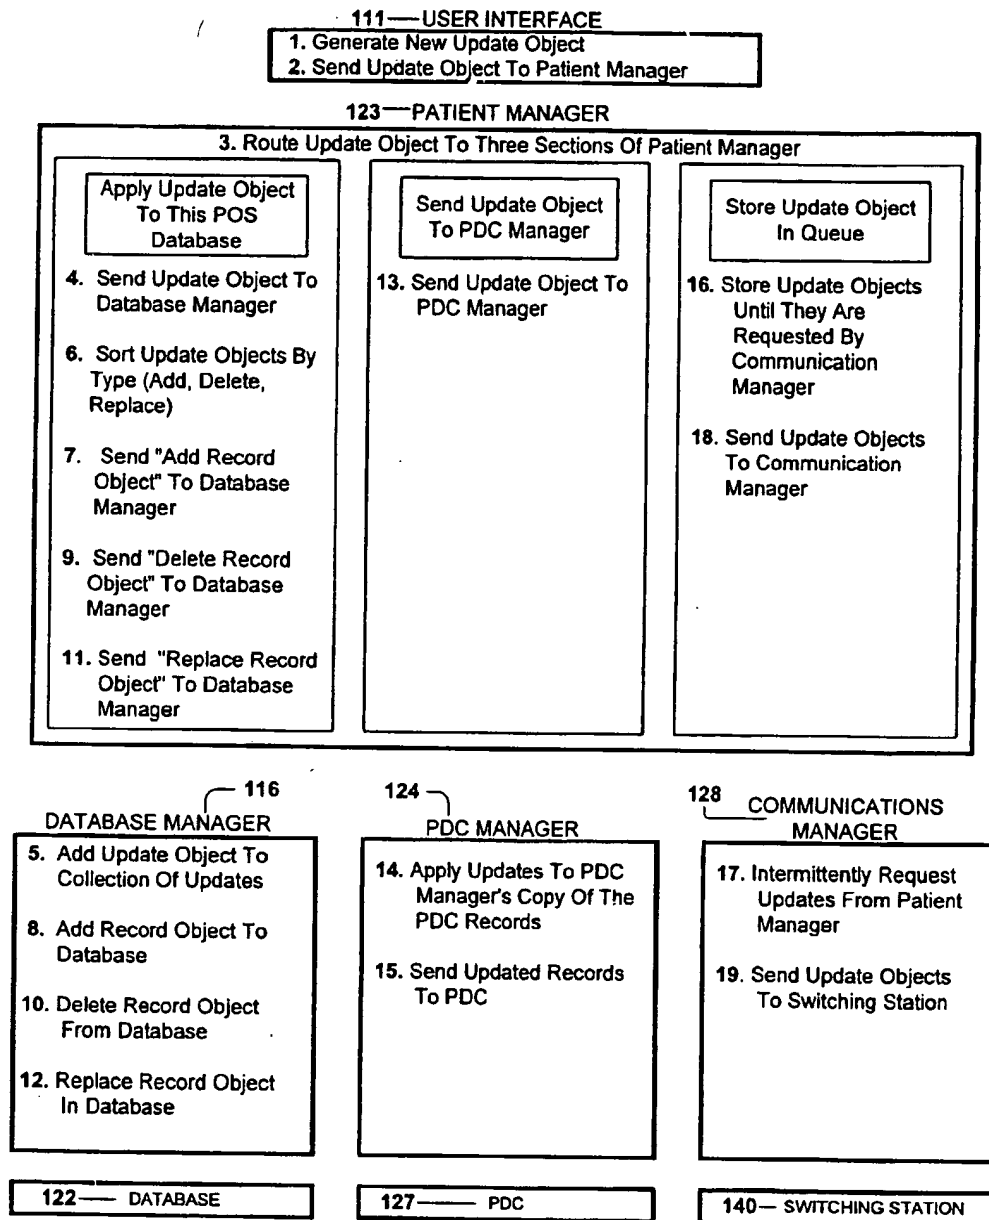 111 — USER INTERFACE
1. Generate New Update Object
2. Send Update Object To Patient Manager
123 — PATIENT MANAGER
3. Route Update Object To Three Sections Of Patient Manager
Apply Update Object
To This POS
Database
4. Send Update Object To
Database Manager
6. Sort Update Objects By
Type (Add, Delete,
Replace)
7. Send "Add Record
Object" To Database
Manager
9. Send "Delete Record
Object" To Database
Manager
11. Send "Replace Record
Object" To Database
Manager
Send Update Object
To PDC Manager
13. Send Update Object To
PDC Manager
Store Update Object
In Queue
16. Store Update Objects
Until They Are
Requested By
Communication
Manager
18. Send Update Objects
To Communication
Manager
116
DATABASE MANAGER
5. Add Update Object To
Collection Of Updates
8. Add Record Object To
Database
10. Delete Record Object
From Database
12. Replace Record Object
In Database
122 — DATABASE
124
PDC MANAGER
14. Apply Updates To PDC
Manager's Copy Of The
PDC Records
15. Send Updated Records
To PDC
127 — PDC
128
COMMUNICATIONS
MANAGER
17. Intermittently Request
Updates From Patient
Manager
19. Send Update Objects
To Switching Station
140 — SWITCHING STATION